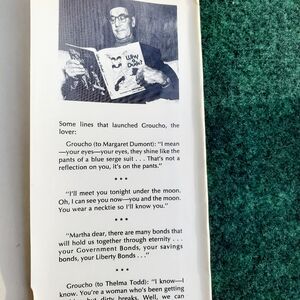 Some lines that launched Groucho, the
lover:
Groucho (to Margaret Dumont): "I mean
—your eyes—your eyes, they shine like the
pants of a blue serge suit . . . That's not a
reflection on you, it's on the pants."
• • •
"I'll meet you tonight under the moon.
Oh, I can see you now—you and the moon.
You wear a necktie so I'll know you."
• • •
"Martha dear, there are many bonds that
will hold us together through eternity . . .
your Government Bonds, your savings
bonds, your Liberty Bonds . . ."
• • •
Groucho (to Thelma Todd): "I know—I
know. You're a woman who's been getting
but dirty breaks. Well, we can